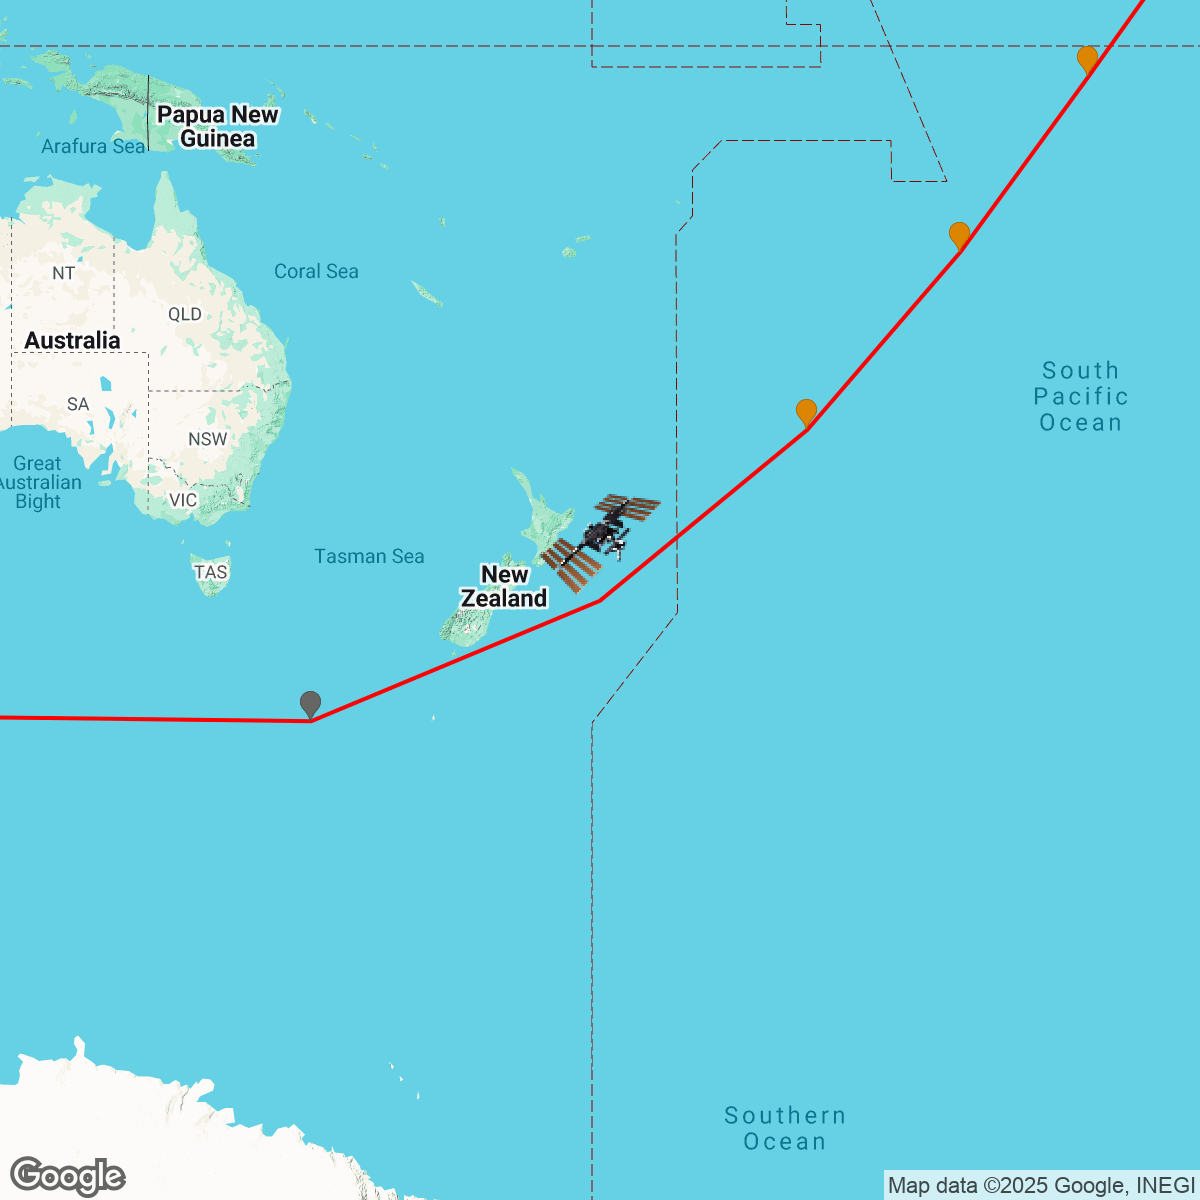 Papua New
Guinea
Arafura Sea
NT
Coral Sea
QLD
Australia
South
Pacific
Ocean
SA
NSW
Great
Australian
Bight
VIC
Tasman Sea
TAS
New
Zealand
Southern
Ocean
Google
Map data ©2025 Google, INEGI